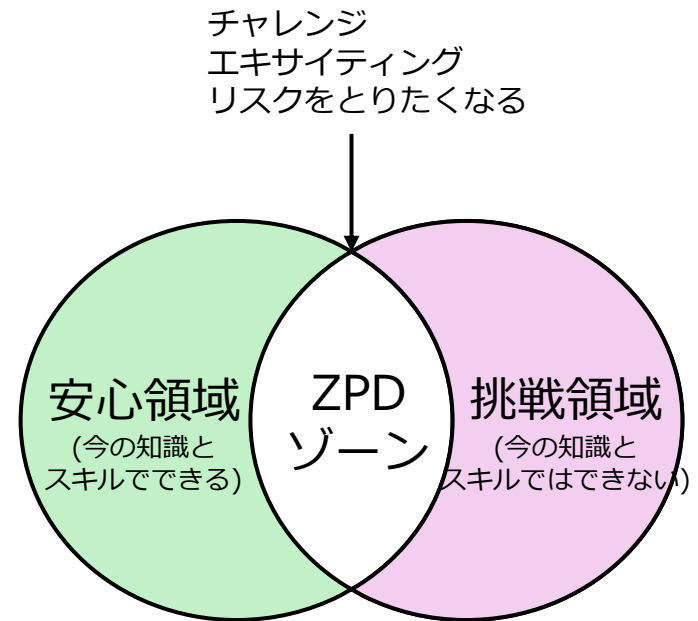 チャレンジ
エキサイティング
リスクをとりたくなる
安心領域
(今の知識と
スキルでできる)
ZPD
ゾーン
挑戦領域
(今の知識と
スキルではできない)